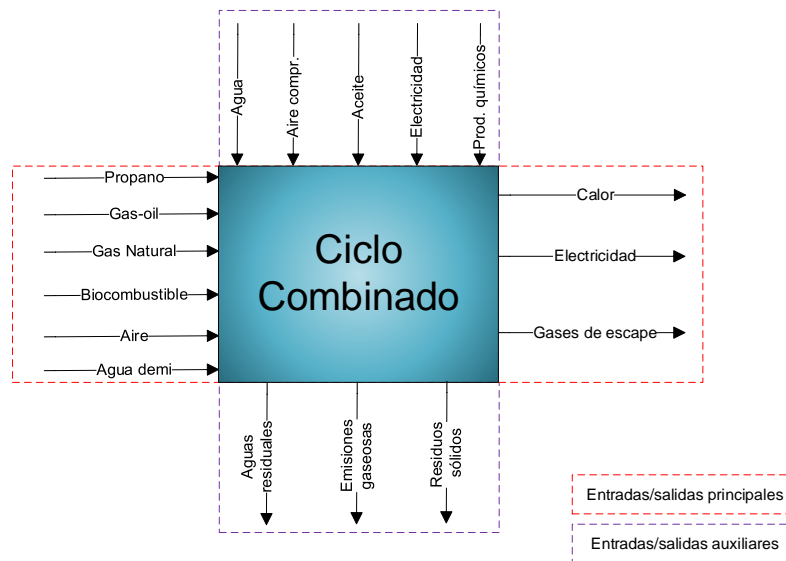 Agua
Aire compr.
Aceite
Electricidad
Prod. químicos
Propano
Gas-oil
Gas Natural
Biocombustible
Aire
Agua demi
Ciclo
Combinado
Calor
Electricidad
Gases de escape
Aguas
residuales
Emisiones
gaseosas
Residuos
sólidos
Entradas/salidas principales
Entradas/salidas auxiliares